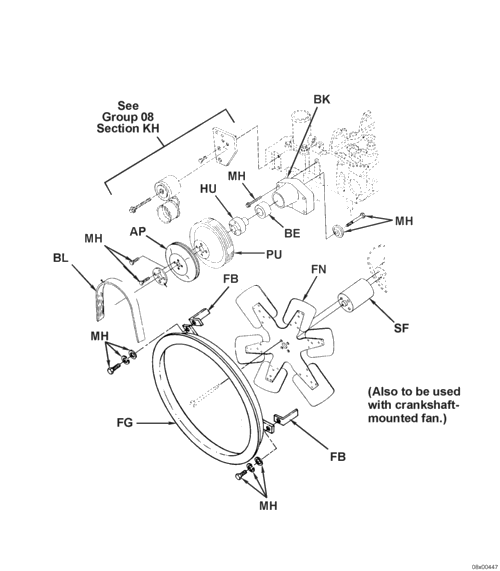 See
Group 08
Section KH
BK
MH
HU
MH
BE
AP
MH
PU
BL
FB
FN
SF
MH
(Also to be used
with crankshaft-
mounted fan.)
FG
FB
MH
08s00447